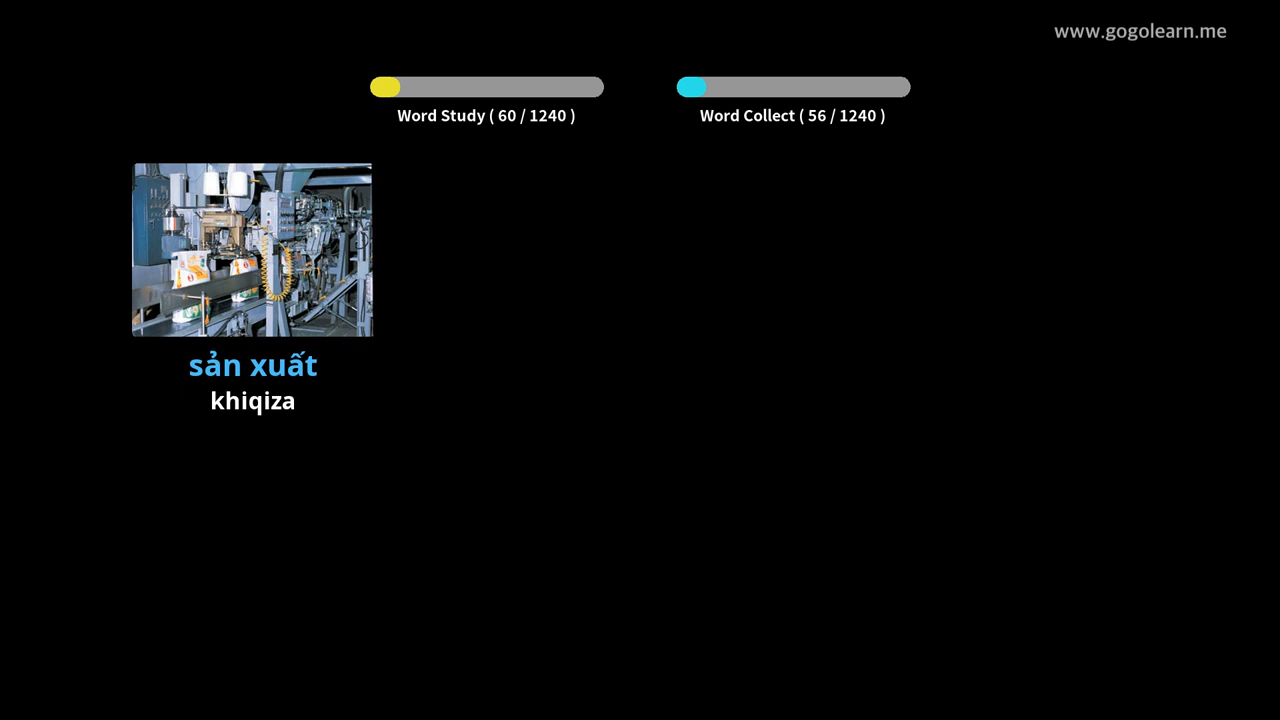 www.gogolearn.me
Word Study ( 60 / 1240 )
Word Collect ( 56 / 1240 )
sản xuất
khiqiza